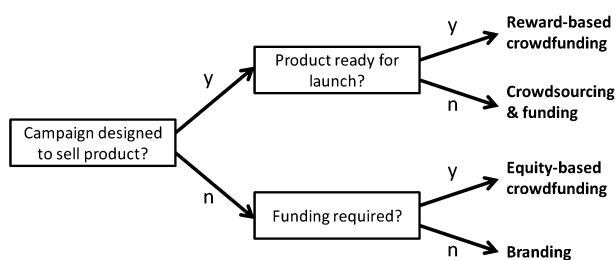 Campaign designed
to sell product?
y
n
Product ready for
launch?
y
n
Reward-based
crowdfunding
Crowdsourcing
& funding
Funding required?
y
n
Equity-based
crowdfunding
Branding